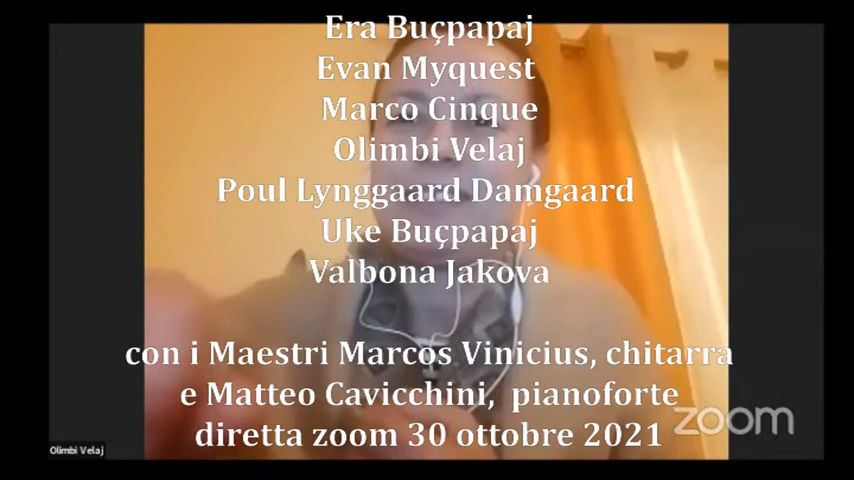 Era Buçpapaj
Evan Myquest
Marco Cinque
Olimbi Velaj
Poul Lynggaard Damgaard
Uke Buçpapaj
Valbona Jakova
con i Maestri Marcos Vinicius, chitarra
e Matteo Cavicchini, pianoforte
diretta zoom 30 ottobre 2021
zoom
Olimbi Velaj